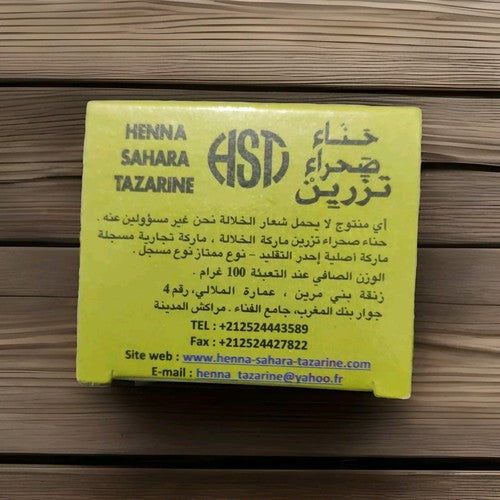 HENNA
SAHARA
TAZARINE
HST
حناء
صحراء
تزرين
أي منتوج لا يحمل شعار الخلالة نحن غير مسؤولين عنه .
حناء صحراء تزرين ماركة الخلالة ، ماركة تجارية مسجلة
ماركة اصلية إحدر التقليد - نوع ممتاز نوع مسجل .
الوزن الصافي عند التعبئة 100 غرام .
زنقة بني مرين ، عمارة الملالي, رقم 4
جوار بنك المغرب, جامع الفناء . مراكش المدينة
TEL : +212524443589
Fax : +212524427822
Site web : www.henna-sahara-tazarine.com
E-mail : henna_tazarine@yahoo.fr